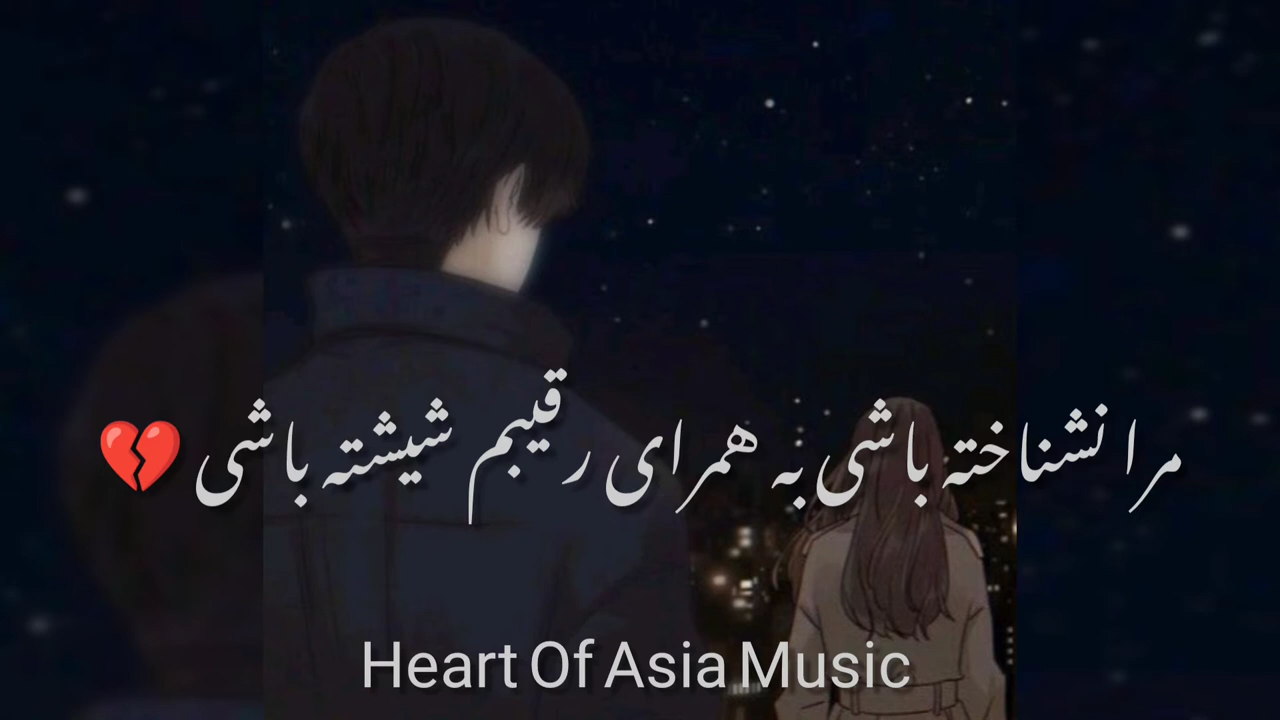 مرا نشناخته باشی به همرای رقیبم شیشته باشی 💔
Heart Of Asia Music